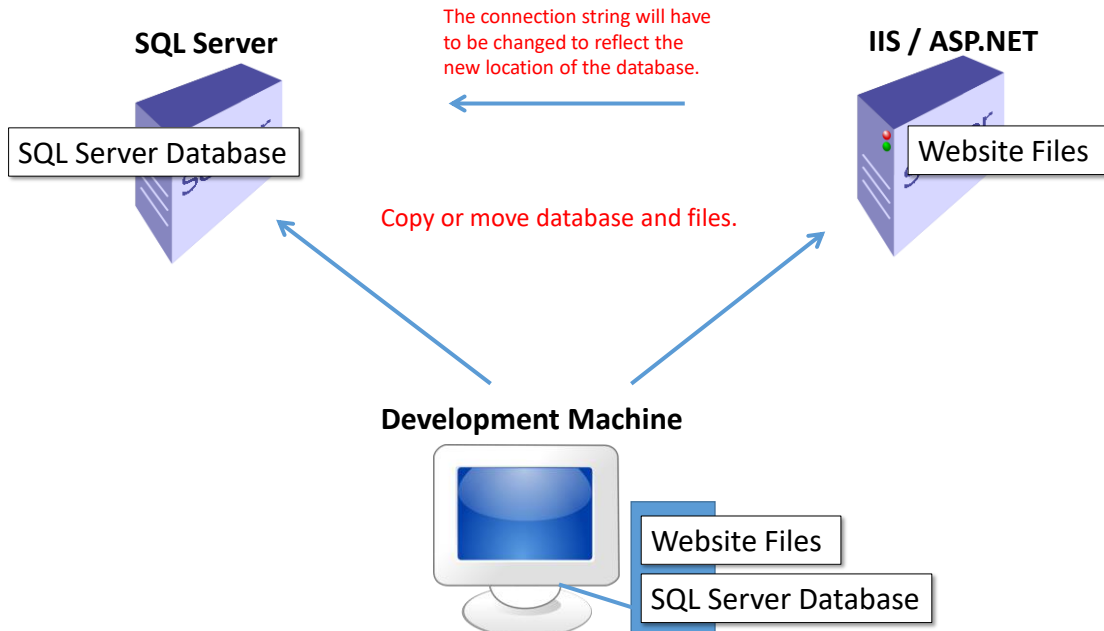 SQL Server
The connection string will have
to be changed to reflect the
new location of the database.
IIS / ASP.NET
SQL Server Database
Website Files
Copy or move database and files.
Development Machine
Website Files
SQL Server Database